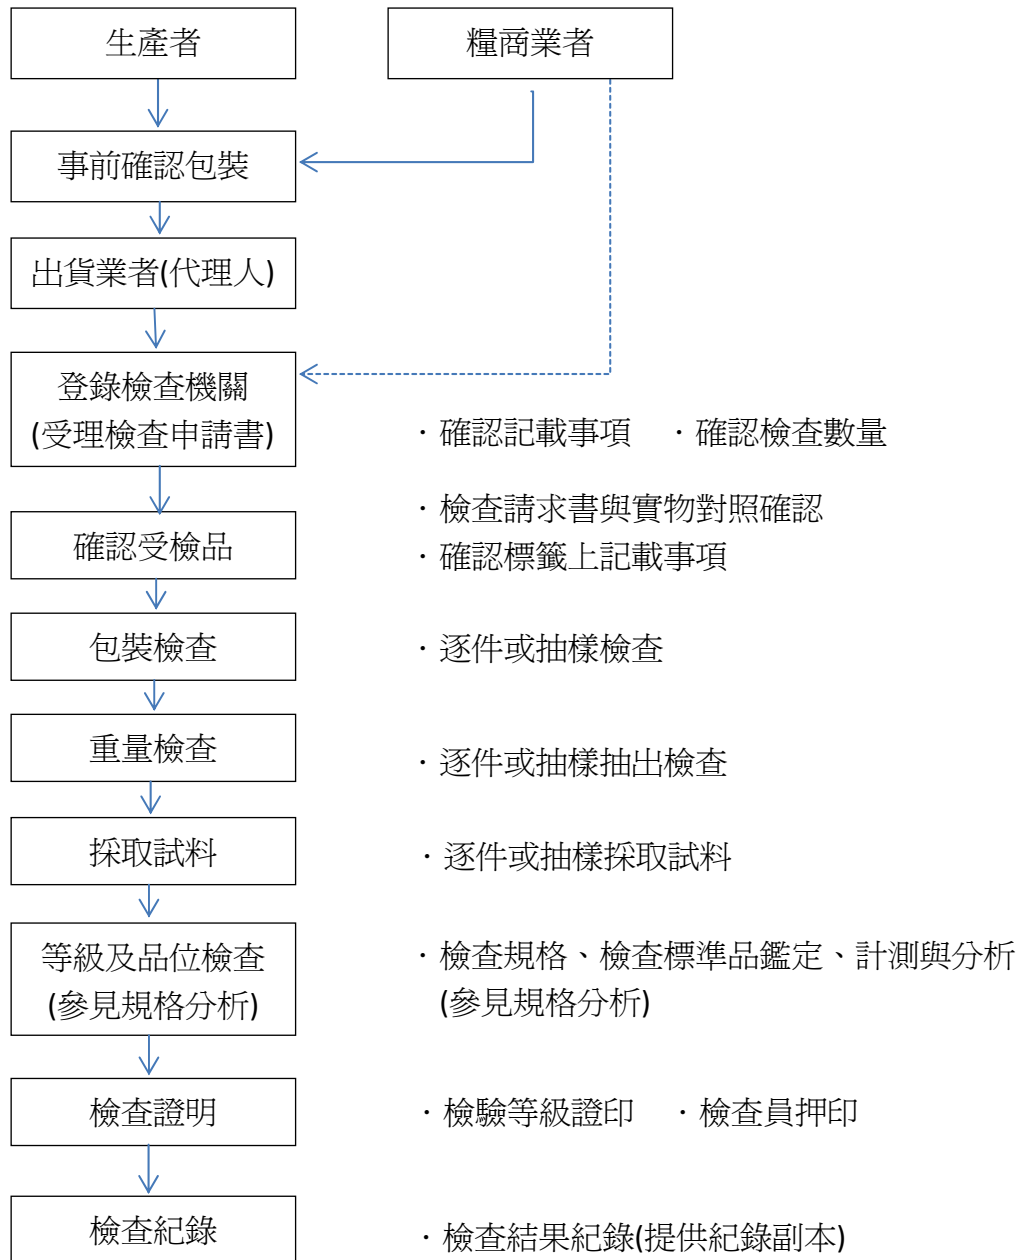 生產者
糧商業者
事前確認包裝
出貨業者(代理人)
登錄檢查機關
(受理檢查申請書)
．確認記載事項　．確認檢查數量
．檢查請求書與實物對照確認
確認受檢品
．確認標籤上記載事項
包裝檢查
．逐件或抽樣檢查
重量檢查
．逐件或抽樣抽出檢查
採取試料
．逐件或抽樣採取試料
等級及品位檢查
(參見規格分析)
．檢查規格、檢查標準品鑑定、計測與分析
(參見規格分析)
檢查證明
．檢驗等級證印　．檢查員押印
檢查紀錄
．檢查結果紀錄(提供紀錄副本)